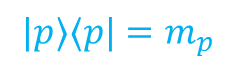 |p⟩⟨p| = m_p